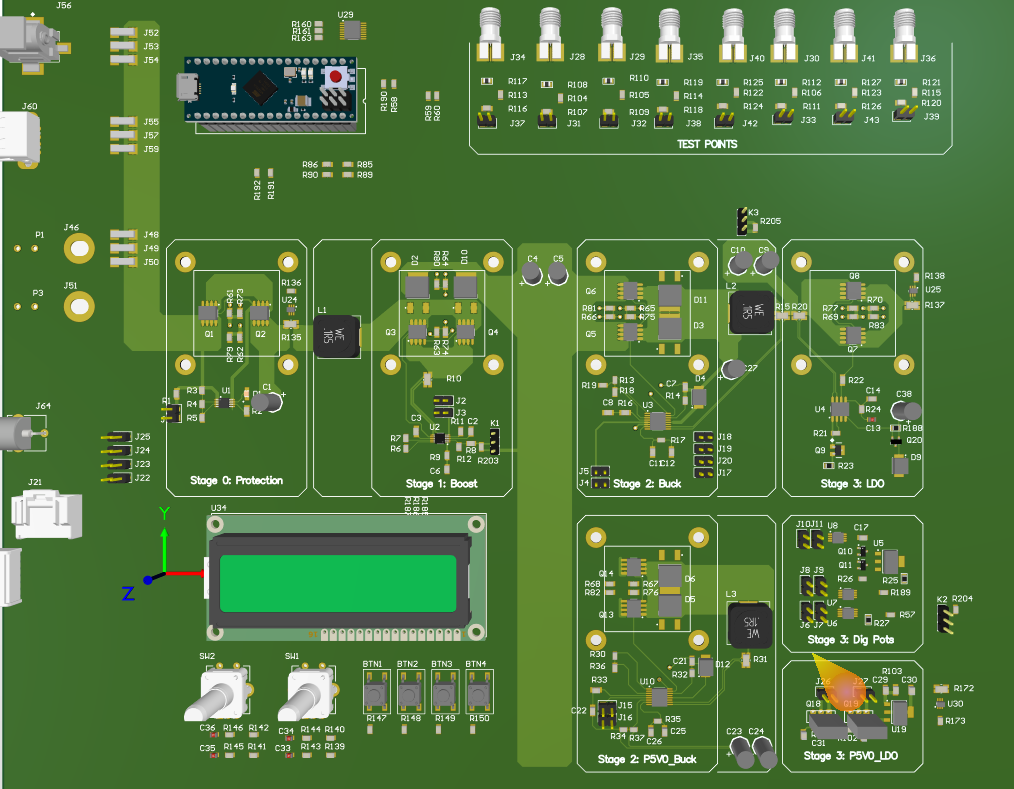 J56
J52
J53
J54
R160
R161
R163
U29
J34
J28
J29
J35
J40
J30
J41
J36
R117
R113
R116
J37
R108
R104
R107
J31
R110
R105
R109
J32
R119
R114
R118
J38
R125
R122
R124
J42
R112
R106
R111
J33
R127
R123
R126
J43
R121
R115
R120
J39
TEST POINTS
R190
R58
R59
R60
J60
J55
J57
J59
R86
R85
R90
R89
R192
R191
P1
J46
J48
J49
J50
P3
J51
K3
R205
R136
U24
R61
R73
Q1
Q2
R79
R62
R135
L1
WE
.1R5
D2
R80
R64
D10
Q3
Q4
R63
R74
C4
C5
Q6
R81
R66
R65
R75
Q5
D11
D3
C10
C9
L2
WE
.1R5
R15
R20
Q8
R77
R69
R70
R83
Q7
R138
U25
R137
R3
R4
R5
R1
U1
C1
R10
J2
J3
C3
U2
R11
C2
R7
R6
R9
R8
R12
C6
K1
R203
R19
R13
R18
C8
R16
C7
R14
D4
U3
R17
C12
J5
J4
J18
J19
J20
J17
C27
R22
U4
C14
R24
C13
C38
R188
Q20
R21
Q9
R23
D9
Stage 0: Protection
Stage 1: Boost
Stage 2: Buck
Stage 3: LDO
J64
J25
J24
J23
J22
J21
Y
Z
U34
Q14
R68
R82
R67
R76
Q13
D6
D5
L3
WE
.1R5
J10
J11
U8
C17
Q10
Q11
U5
J8
J9
R26
R25
R189
U7
J6
J7
U6
R27
R57
Stage 3: Dig Pots
K2
R204
SW2
SW1
BTN1
BTN2
BTN3
BTN4
R147
R148
R149
R150
C36
R146
R142
C35
R145
R141
C34
R144
R140
C33
R143
R139
R30
R36
C21
R32
D12
R31
R33
U10
C22
J15
J16
R34
R37
R35
C25
C26
C23
C24
Stage 2: P5V0_Buck
J26
J27
C29
R103
C30
Q18
U19
C31
R172
U30
R173
Stage 3: P5V0_LDO